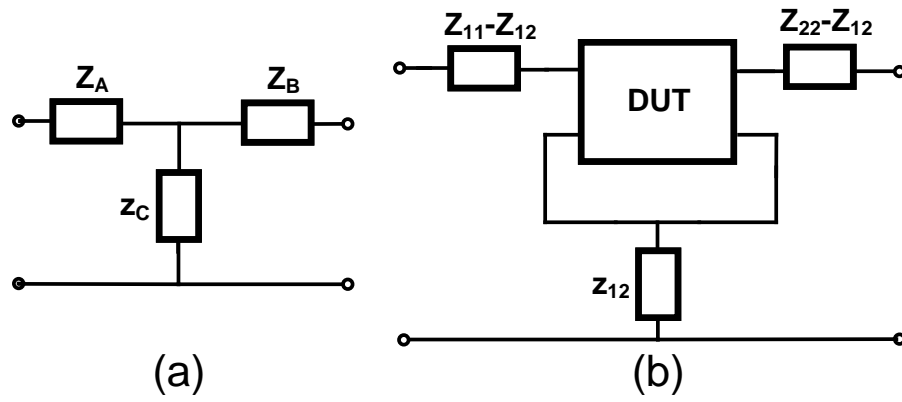 Z₁₁-Z₁₂
Z₂₂-Z₁₂
Z_A
Z_B
DUT
z_C
z₁₂
(a)
(b)